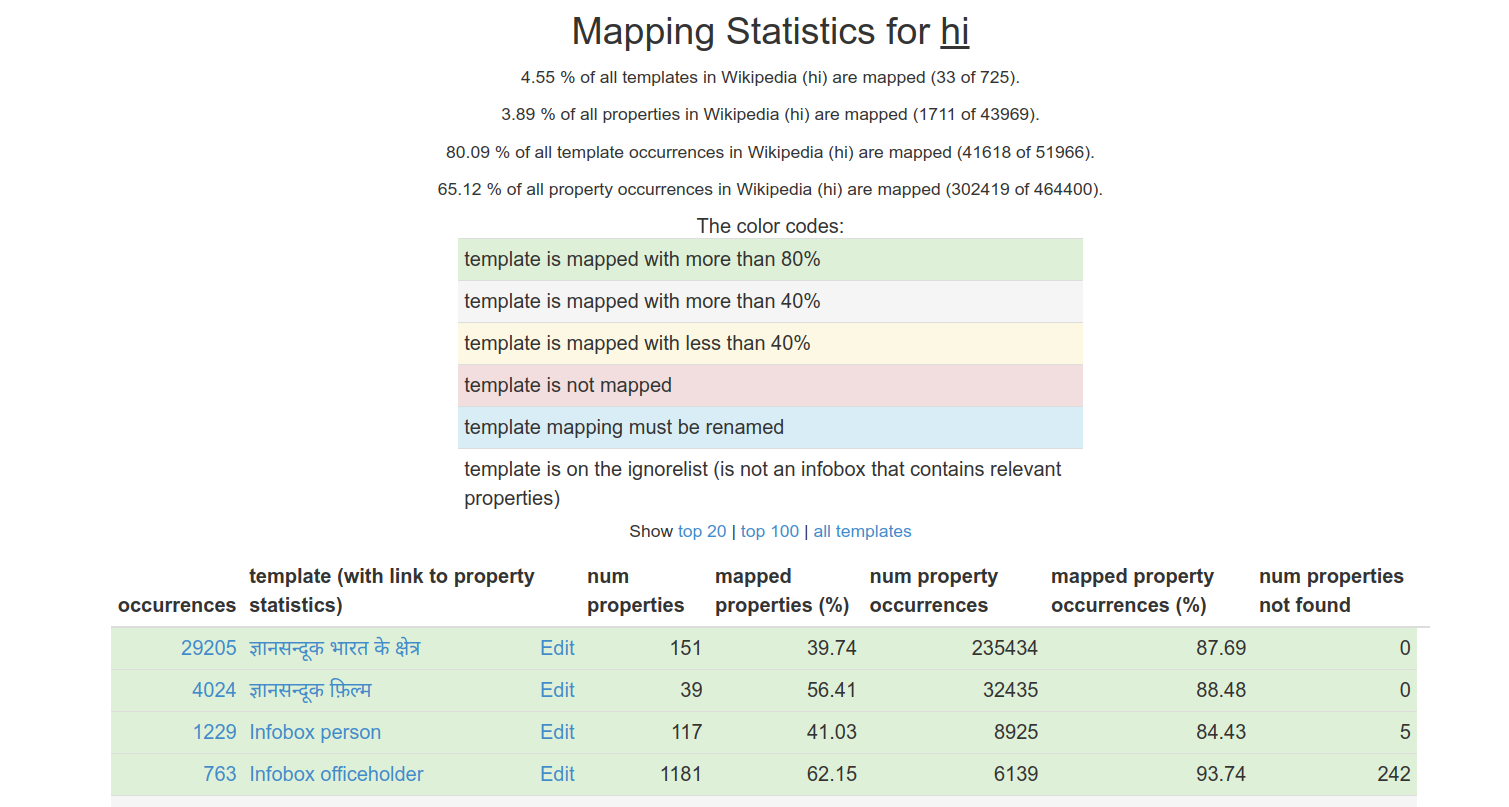 Mapping Statistics for hi
4.55 % of all templates in Wikipedia (hi) are mapped (33 of 725).
3.89 % of all properties in Wikipedia (hi) are mapped (1711 of 43969).
80.09 % of all template occurrences in Wikipedia (hi) are mapped (41618 of 51966).
65.12 % of all property occurrences in Wikipedia (hi) are mapped (302419 of 464400).
The color codes:
template is mapped with more than 80%
template is mapped with more than 40%
template is mapped with less than 40%
template is not mapped
template mapping must be renamed
template is on the ignorelist (is not an infobox that contains relevant
properties)
Show top 20 | top 100 | all templates
template (with link to property num mapped num property mapped property num properties
occurrences statistics) properties properties (%) occurrences occurrences (%) not found
29205 ज्ञानसन्दूक भारत के क्षेत्र Edit 151 39.74 235434 87.69 0
4024 ज्ञानसन्दूक फ़िल्म Edit 39 56.41 32435 88.48 0
1229 Infobox person Edit 117 41.03 8925 84.43 5
763 Infobox officeholder Edit 1181 62.15 6139 93.74 242